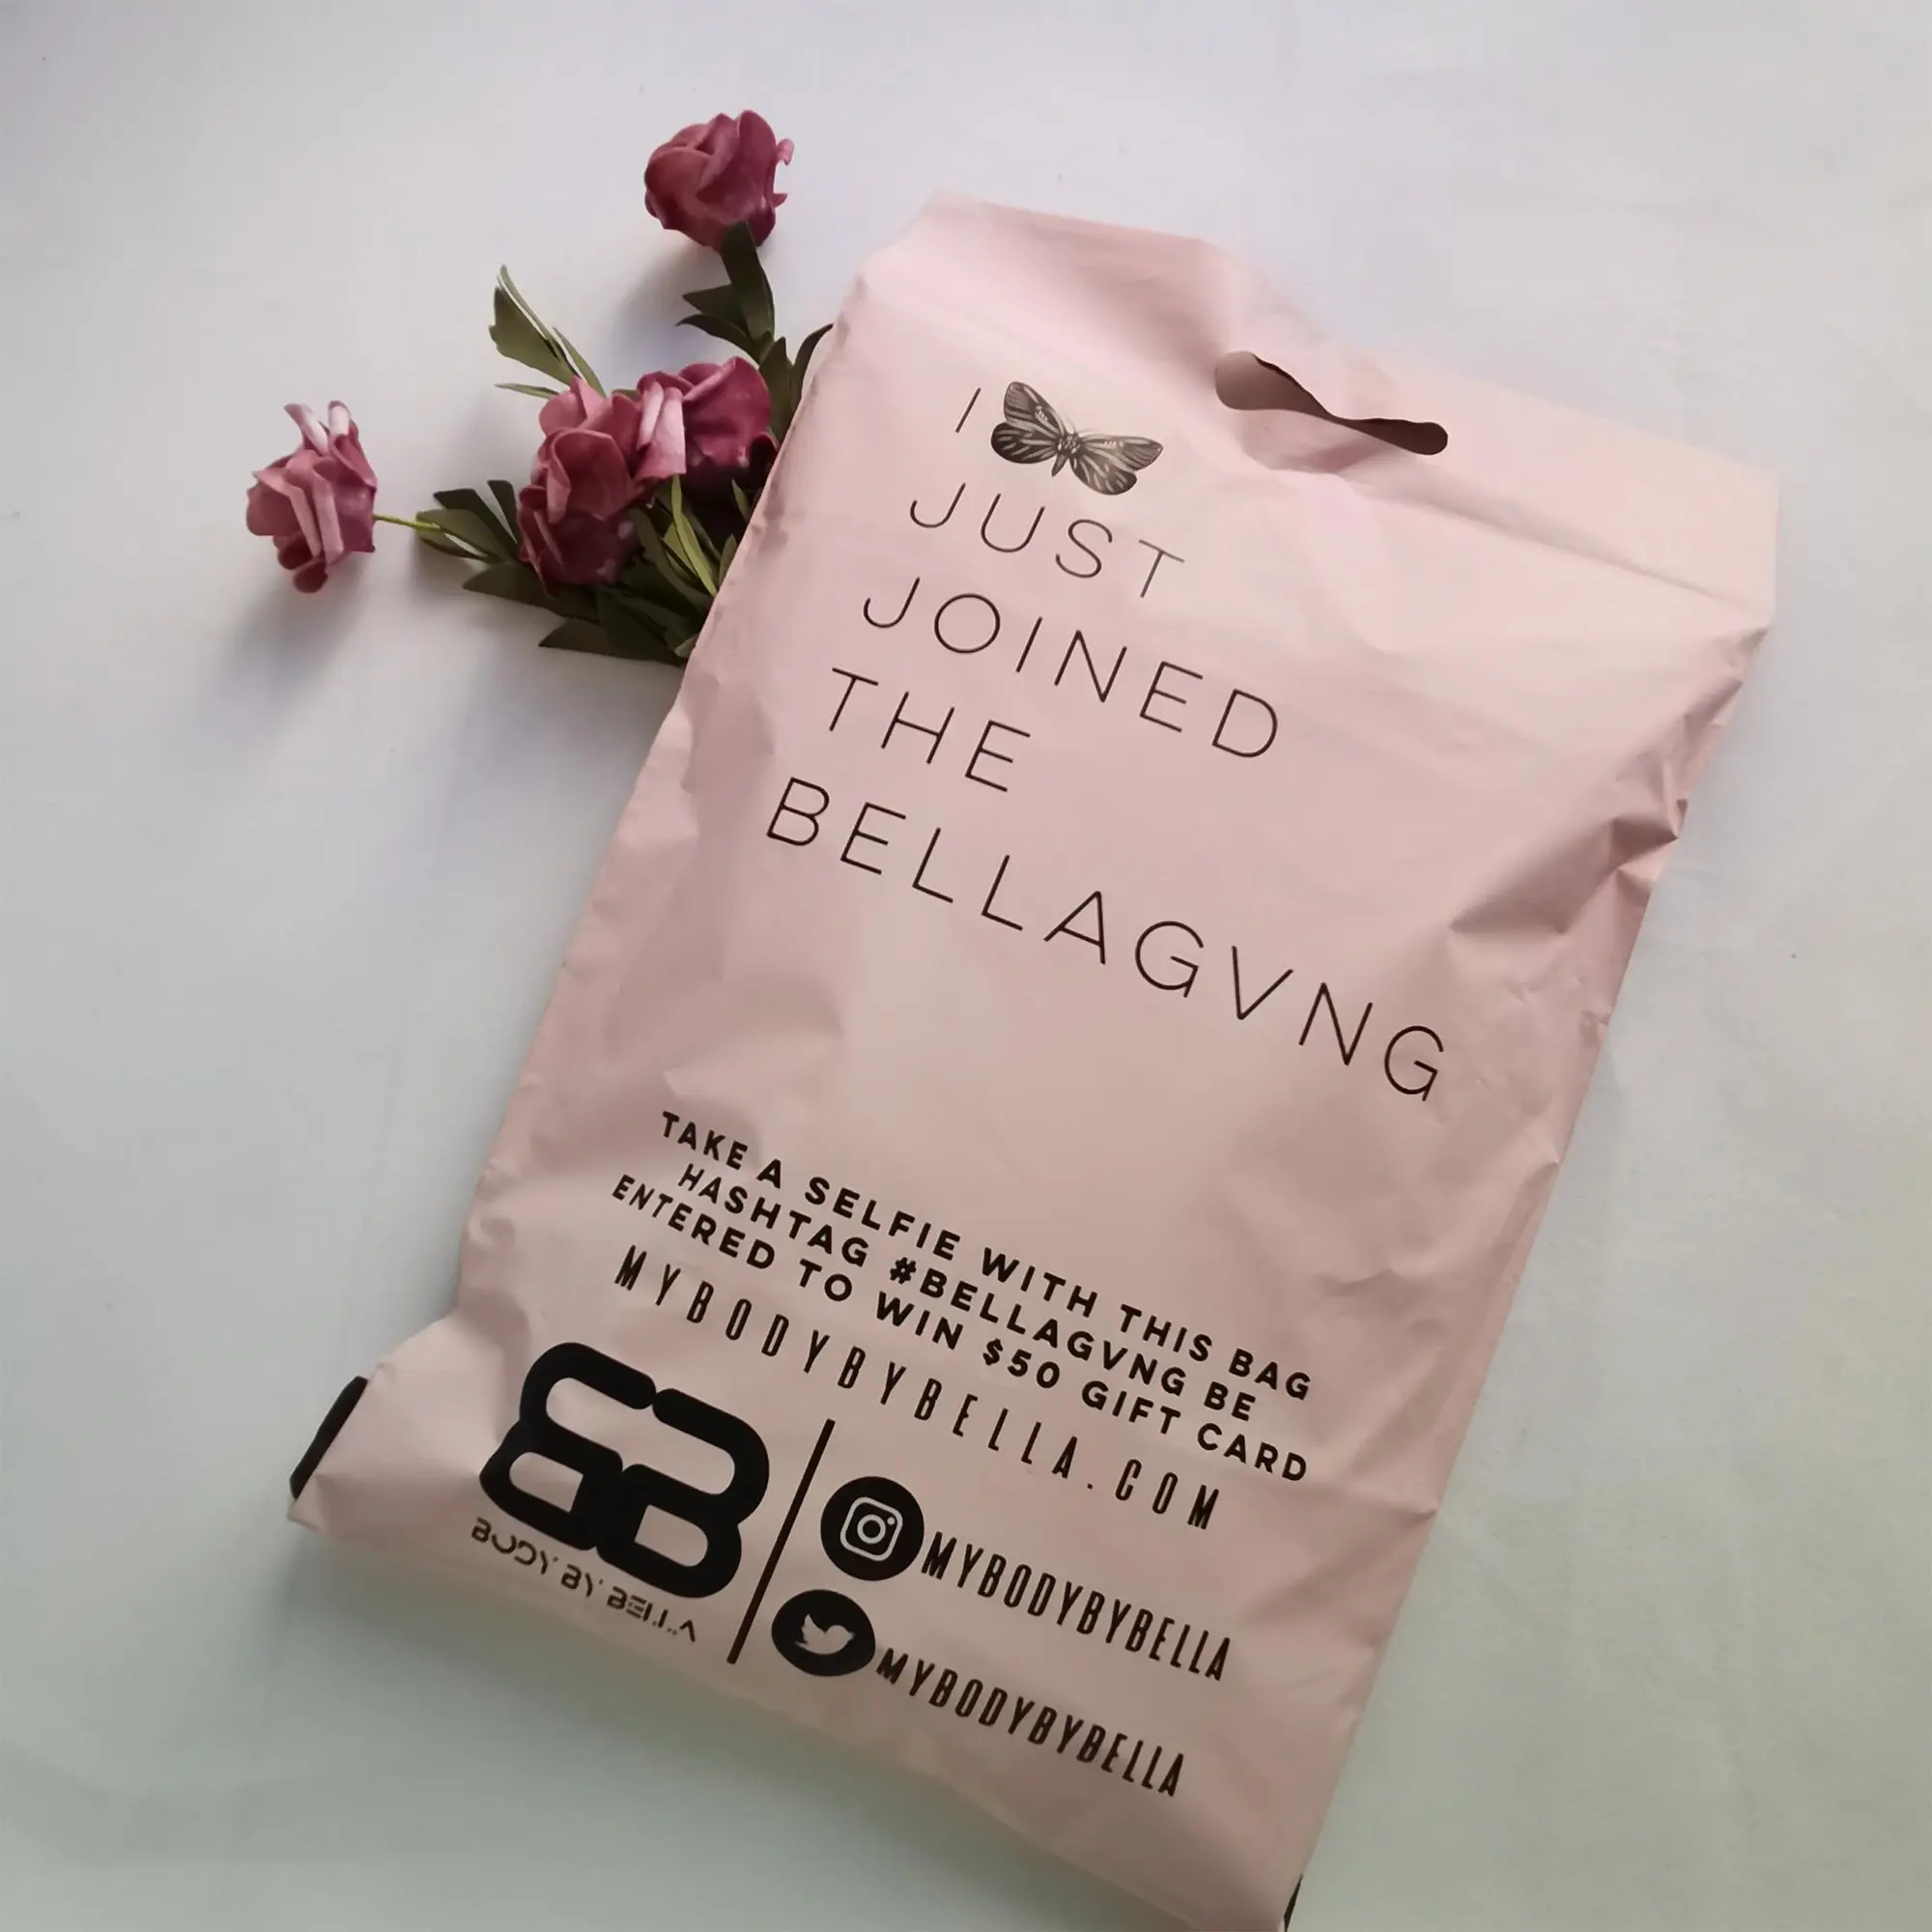 I
JUST
JOINED
THE
BELLAGVNG
TAKE A SELFIE WITH THIS BAG
HASHTAG #BELLAGVNG BE
ENTERED TO WIN $50 GIFT CARD
MYBODYBYBELLA.COM
BODY BY BELLA
MYBODYBYBELLA
MYBODYBYBELLA